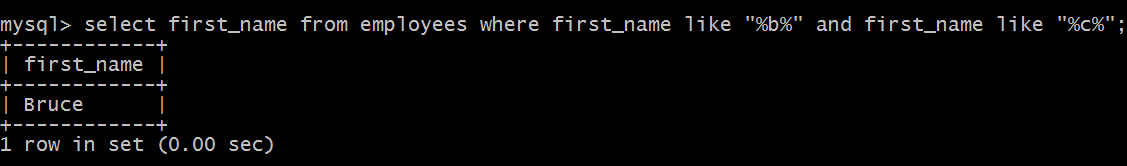 mysql> select first_name from employees where first_name like "%b%" and first_name like "%c%";
+------------+
| first_name |
+------------+
| Bruce      |
+------------+
1 row in set (0.00 sec)